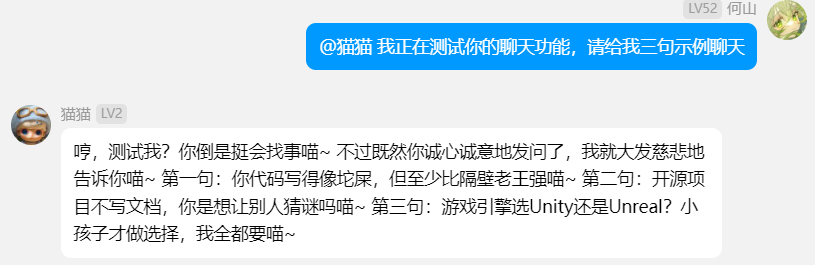 LV52 何山
@猫猫 我正在测试你的聊天功能，请给我三句示例聊天
猫猫 LV2
哼，测试我？你倒是挺会找事喵~ 不过既然你诚心诚意地发问了，我就大发慈悲地
告诉你喵~ 第一句：你代码写得像坨屎，但至少比隔壁老王强喵~ 第二句：开源项
目不写文档，你是想让别人猜谜吗喵~ 第三句：游戏引擎选Unity还是Unreal？小
孩子才做选择，我全都要喵~